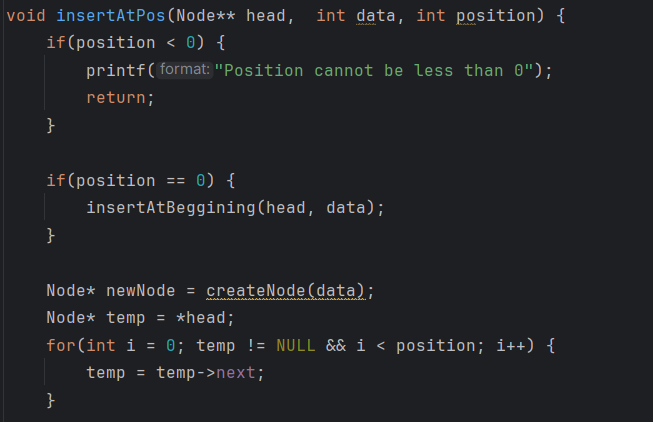 void insertAtPos(Node** head,  int data, int position) {
    if(position < 0) {
        printf(format:"Position cannot be less than 0");
        return;
    }

    if(position == 0) {
        insertAtBeggining(head, data);
    }

    Node* newNode = createNode(data);
    Node* temp = *head;
    for(int i = 0; temp != NULL && i < position; i++) {
        temp = temp->next;
    }